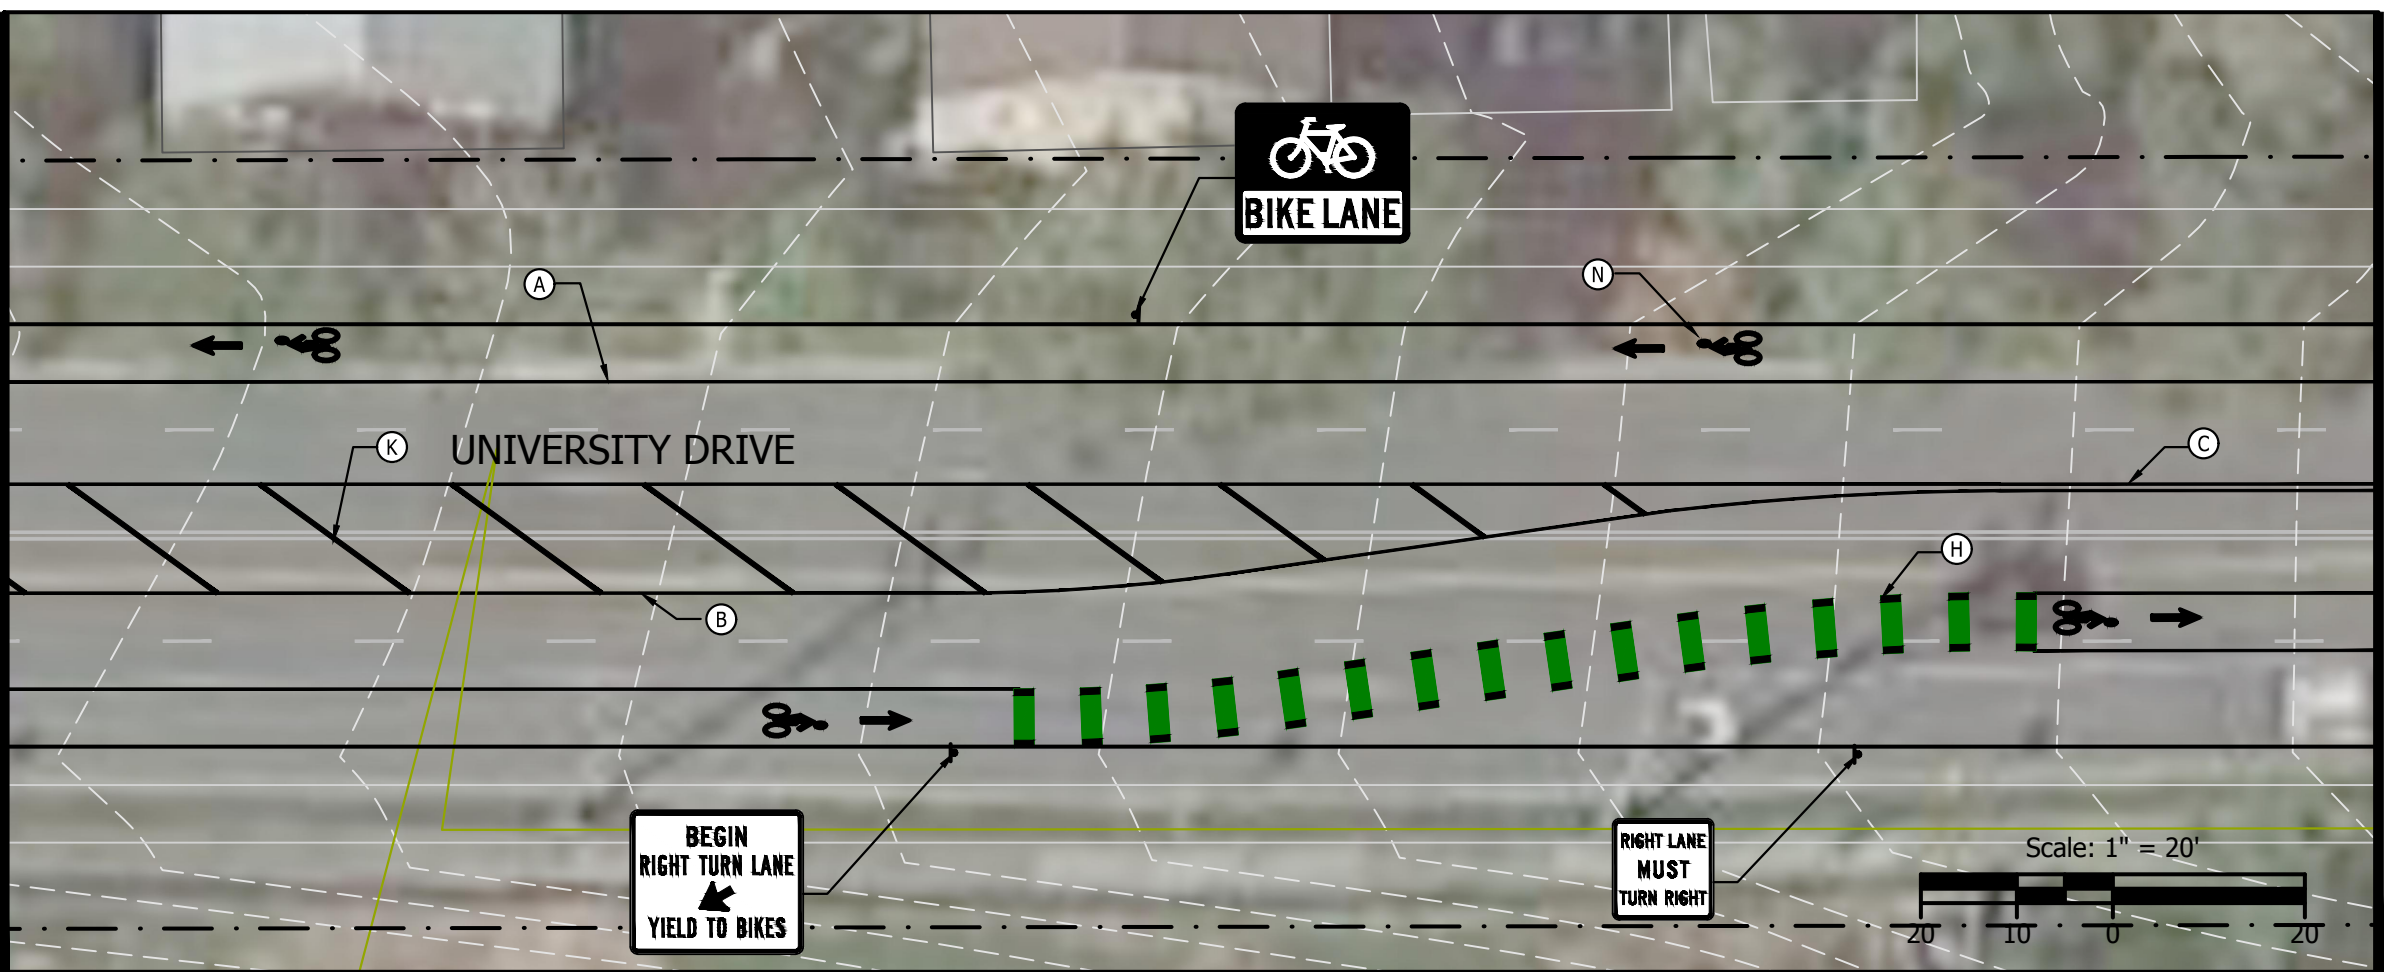 BIKE LANE
A
N
K
UNIVERSITY DRIVE
C
H
B
BEGIN
RIGHT TURN LANE
YIELD TO BIKES
RIGHT LANE
MUST
TURN RIGHT
Scale: 1" = 20'
20 10 0 20